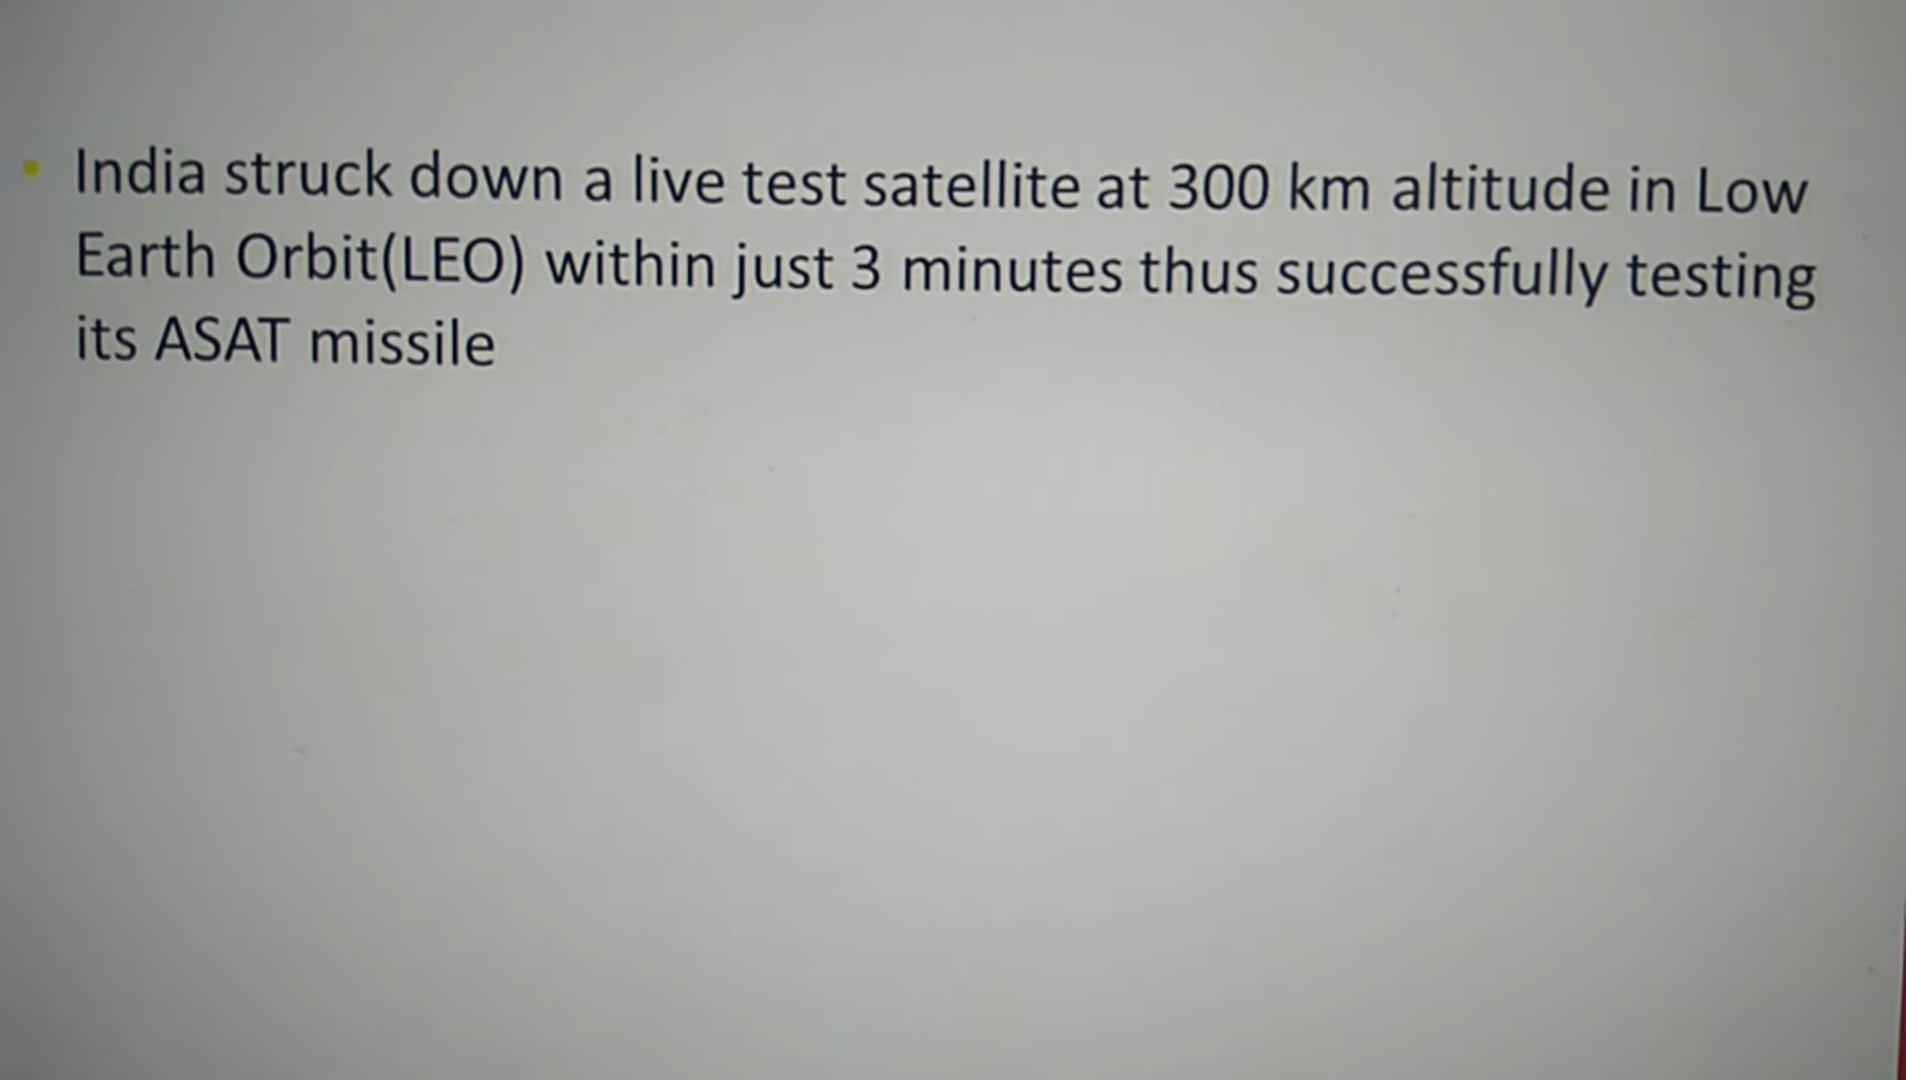 India struck down a live test satellite at 300 km altitude in Low
Earth Orbit(LEO) within just 3 minutes thus successfully testing
its ASAT missile